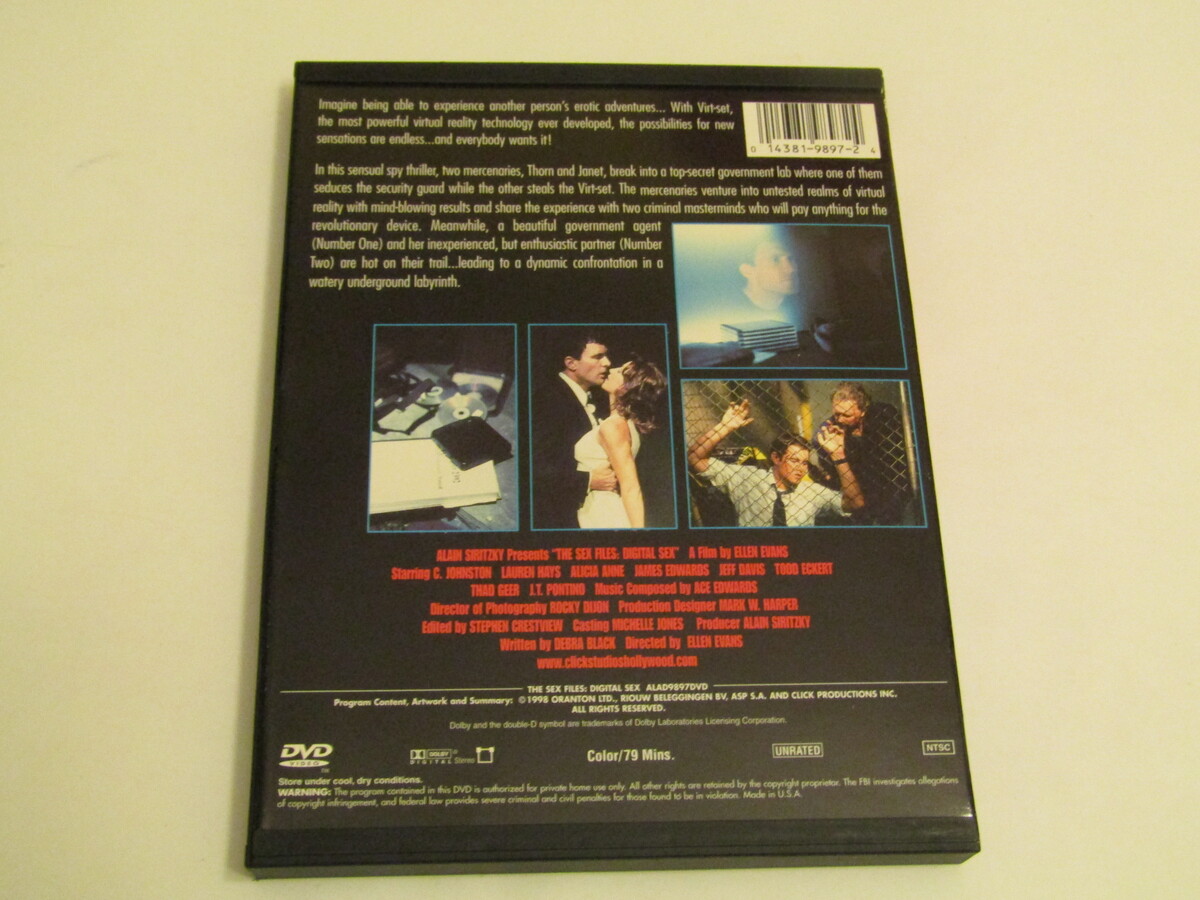 Imagine being able to experience another person's erotic adventures... With Virt-set,
the most powerful virtual reality technology ever developed, the possibilities for new
sensations are endless...and everybody wants it!
0 14381-9897-2 4
In this sensual spy thriller, two mercenaries, Thorn and Janet, break into a top-secret government lab where one of them
seduces the security guard while the other steals the Virt-set. The mercenaries venture into untested realms of virtual
reality with mind-blowing results and share the experience with two criminal masterminds who will pay anything for the
revolutionary device. Meanwhile, a beautiful government agent
(Number One) and her inexperienced, but enthusiastic partner (Number
Two) are hot on their trail...leading to a dynamic confrontation in a
watery underground labyrinth.
ALAIN SIRITZKY Presents "THE SEX FILES: DIGITAL SEX" A Film by ELLEN EVANS
Starring C. JOHNSTON LAUREN HAYS ALICIA ANNE JAMES EDWARDS JEFF DAVIS TODD ECKERT
THAD GEER J.T. PONTINO Music Composed by ACE EDWARDS
Director of Photography ROCKY DIJON Production Designer MARK W. HARPER
Edited by STEPHEN CRESTVIEW Casting MICHELLE JONES Producer ALAIN SIRITZKY
Written by DEBRA BLACK Directed by ELLEN EVANS
www.clickstudioshollywood.com
THE SEX FILES: DIGITAL SEX ALAD9897DVD
Program Content, Artwork and Summary: ©1998 ORANTON LTD., RIOUW BELEGGINGEN BV, ASP S.A. AND CLICK PRODUCTIONS INC.
ALL RIGHTS RESERVED.
Dolby and the double-D symbol are trademarks of Dolby Laboratories Licensing Corporation.
DVD VIDEO TM
DOLBY DIGITAL Stereo
Color/79 Mins.
UNRATED
NTSC
Store under cool, dry conditions.
WARNING: The program contained in this DVD is authorized for private home use only. All other rights are retained by the copyright proprietor. The FBI investigates allegations
of copyright infringement, and federal law provides severe criminal and civil penalties for those found to be in violation. Made in U.S.A.